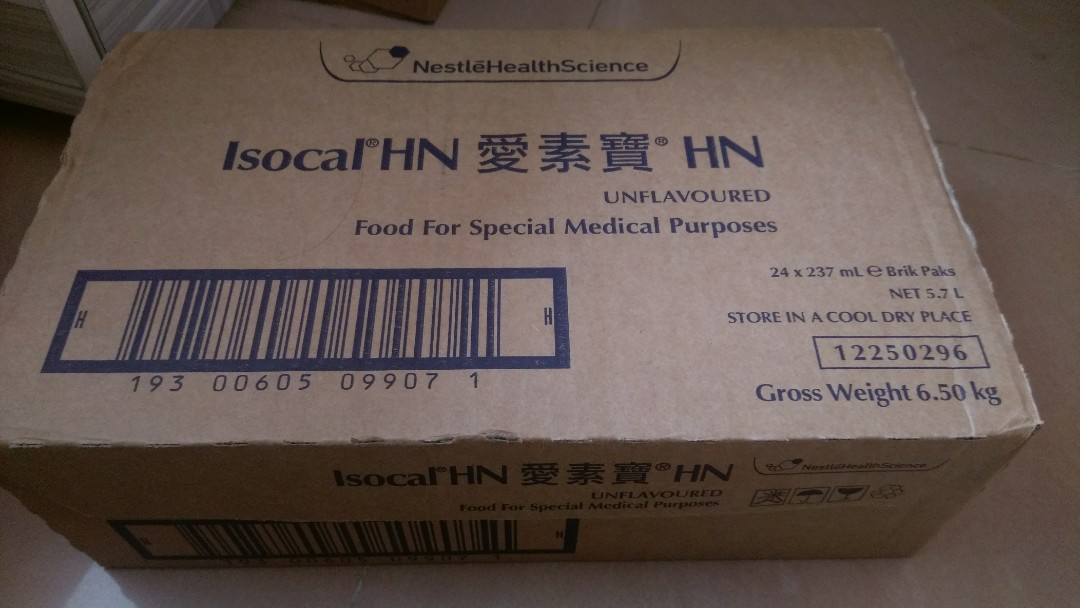 NestléHealthScience
Isocal®HN 愛素寶® HN
UNFLAVOURED
Food For Special Medical Purposes
24 x 237 mL ℮ Brik Paks
NET 5.7 L
STORE IN A COOL DRY PLACE
12250296
Gross Weight 6.50 kg
H H
193 00605 09907 1
Isocal®HN 愛素寶® HN
NestléHealthScience
UNFLAVOURED
Food For Special Medical Purposes
H H